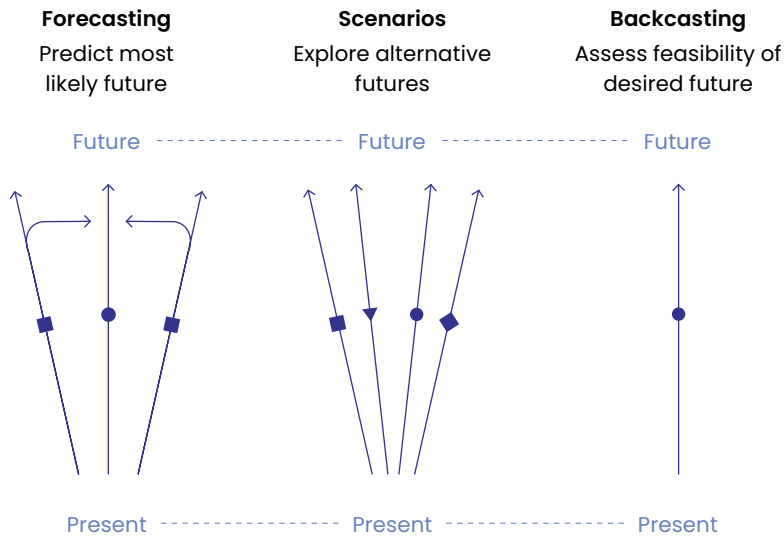 Forecasting
Predict most
likely future
Scenarios
Explore alternative
futures
Backcasting
Assess feasibility of
desired future
Future
Future
Future
Present
Present
Present